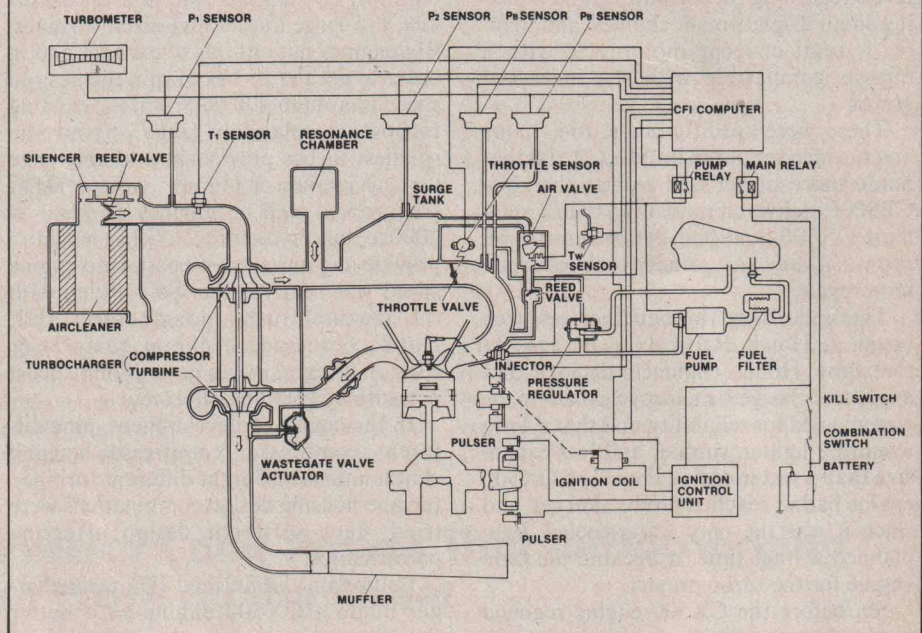 TURBOMETER
P1 SENSOR
P2 SENSOR
PB SENSOR
PB SENSOR
CFI COMPUTER
T1 SENSOR
RESONANCE
CHAMBER
SILENCER
REED VALVE
THROTTLE SENSOR
SURGE
TANK
AIR VALVE
PUMP
RELAY
MAIN RELAY
TW
SENSOR
REED
VALVE
THROTTLE VALVE
AIRCLEANER
TURBOCHARGER
COMPRESSOR
TURBINE
INJECTOR
PRESSURE
REGULATOR
FUEL
PUMP
FUEL
FILTER
KILL SWITCH
COMBINATION
SWITCH
BATTERY
WASTEGATE VALVE
ACTUATOR
PULSER
IGNITION COIL
IGNITION
CONTROL
UNIT
PULSER
MUFFLER